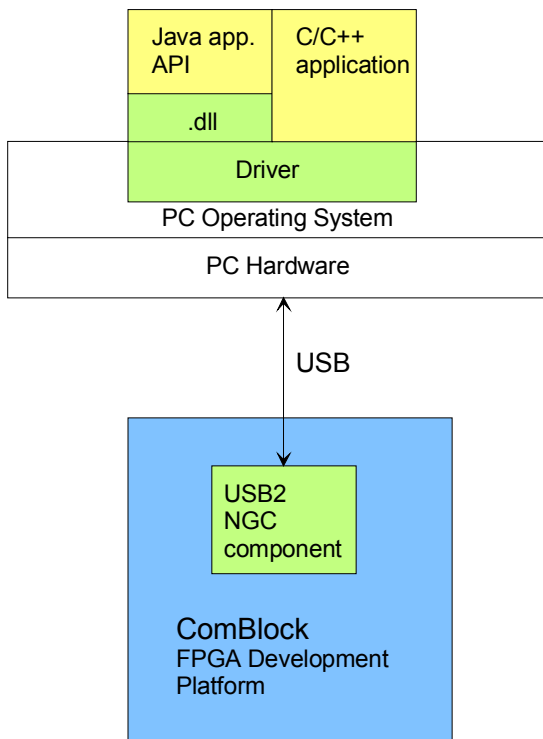 Java app.
API
C/C++
application
.dll
Driver
PC Operating System
PC Hardware
USB
USB2
NGC
component
ComBlock
FPGA Development
Platform